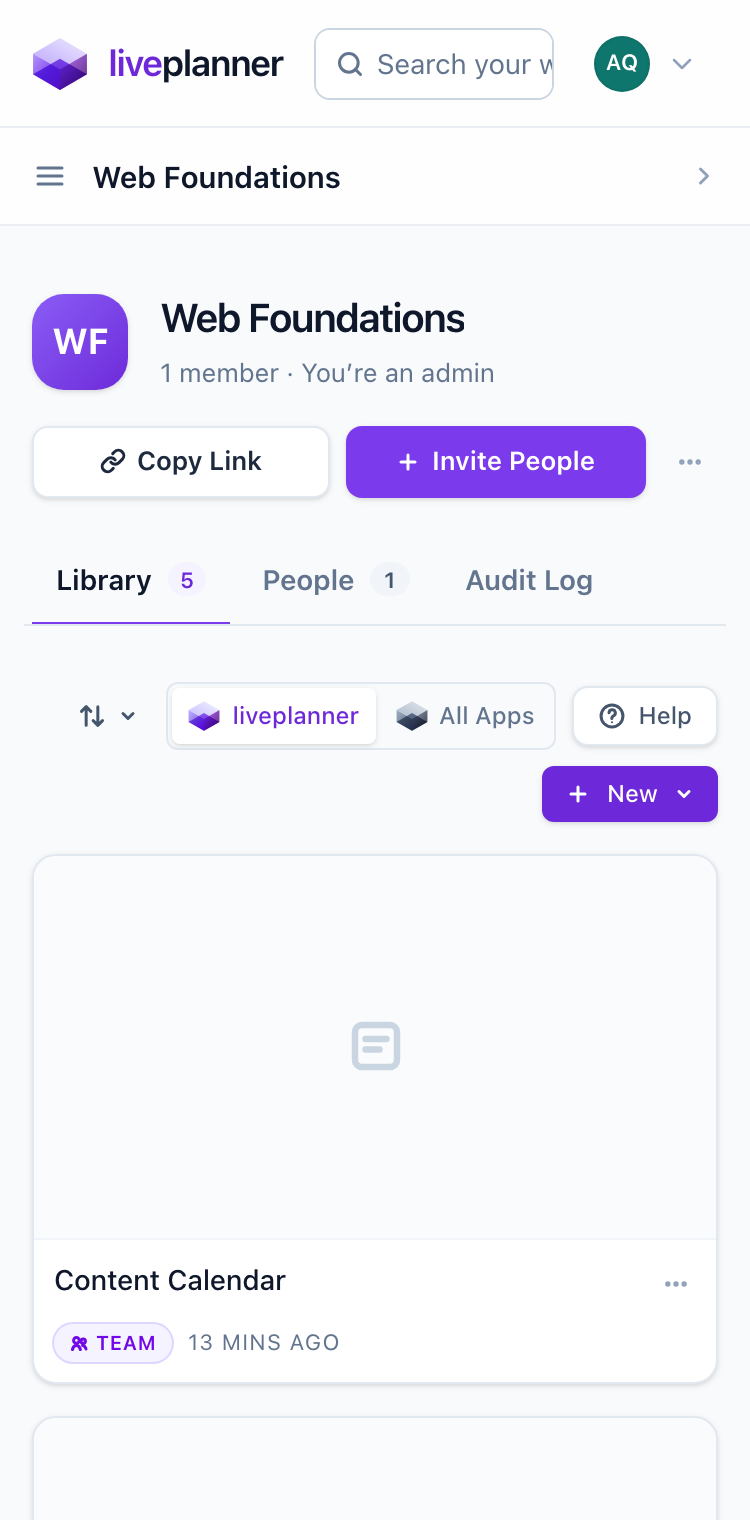 liveplanner
Search your w
AQ
Web Foundations
WF
Web Foundations
1 member · You’re an admin
Copy Link
Invite People
Library 5
People 1
Audit Log
liveplanner
All Apps
Help
New
Content Calendar
TEAM
13 MINS AGO